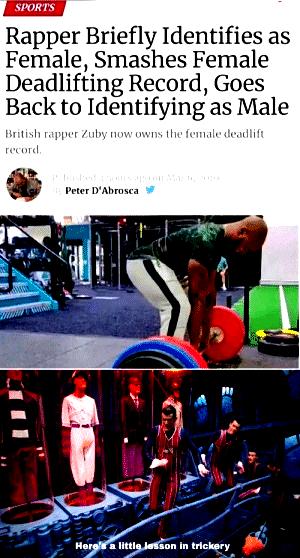 SPORTS
Rapper Briefly Identifies as
Female, Smashes Female
Deadlifting Record, Goes
Back to Identifying as Male
British rapper Zuby now owns the female deadlift
record.
By Peter D'Abrosca
Here's a little lesson in trickery